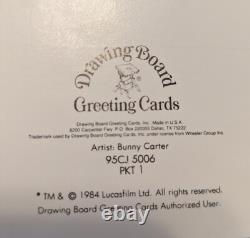 Drawing Board
Greeting Cards
Drawing Board Greeting Cards, Inc. Made in U.S.A.
8200 Carpenter Fwy. P.O. Box 220355 Dallas, TX 75222
Trademark used by Drawing Board Greeting Cards, Inc. under license from Wheeler Group Inc.
Artist: Bunny Carter
95CJ 5006
PKT 1
* TM & © 1984 Lucasfilm Ltd. All rights reserved.
Drawing Board Greeting Cards Authorized User.